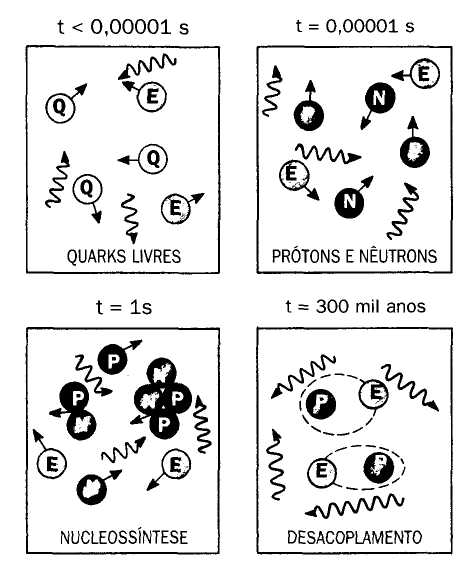 t < 0,00001 s
Q
E
Q
Q
E
QUARKS LIVRES
t = 0,00001 s
E
N
P
P
E
N
PRÓTONS E NÊUTRONS
t = 1s
P
N
P
N
P
N
P
E
E
N
NUCLEOSSÍNTESE
t = 300 mil anos
P
E
E
P
DESACOPLAMENTO